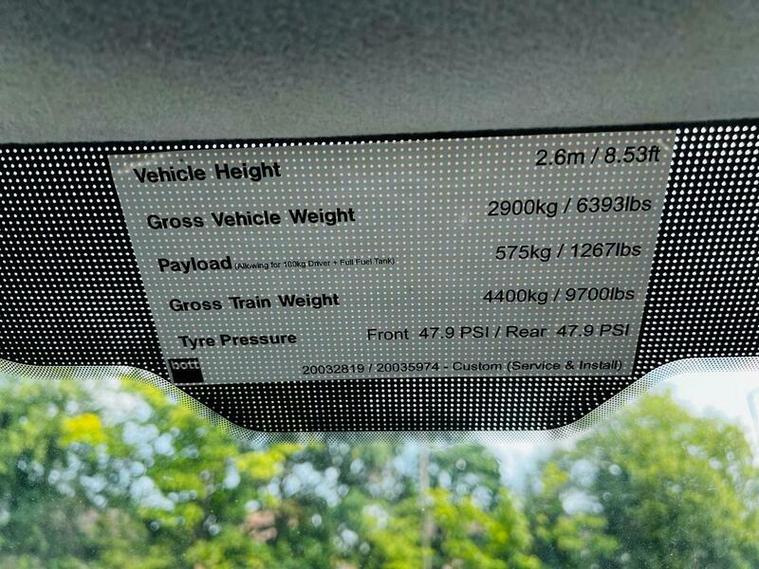 Vehicle Height 2.6m / 8.53ft
Gross Vehicle Weight 2900kg / 6393lbs
Payload (Allowing for 100kg Driver + Full Fuel Tank) 575kg / 1267lbs
Gross Train Weight 4400kg / 9700lbs
Tyre Pressure Front 47.9 PSI / Rear 47.9 PSI
bott 20032819 / 20035974 - Custom (Service & Install)